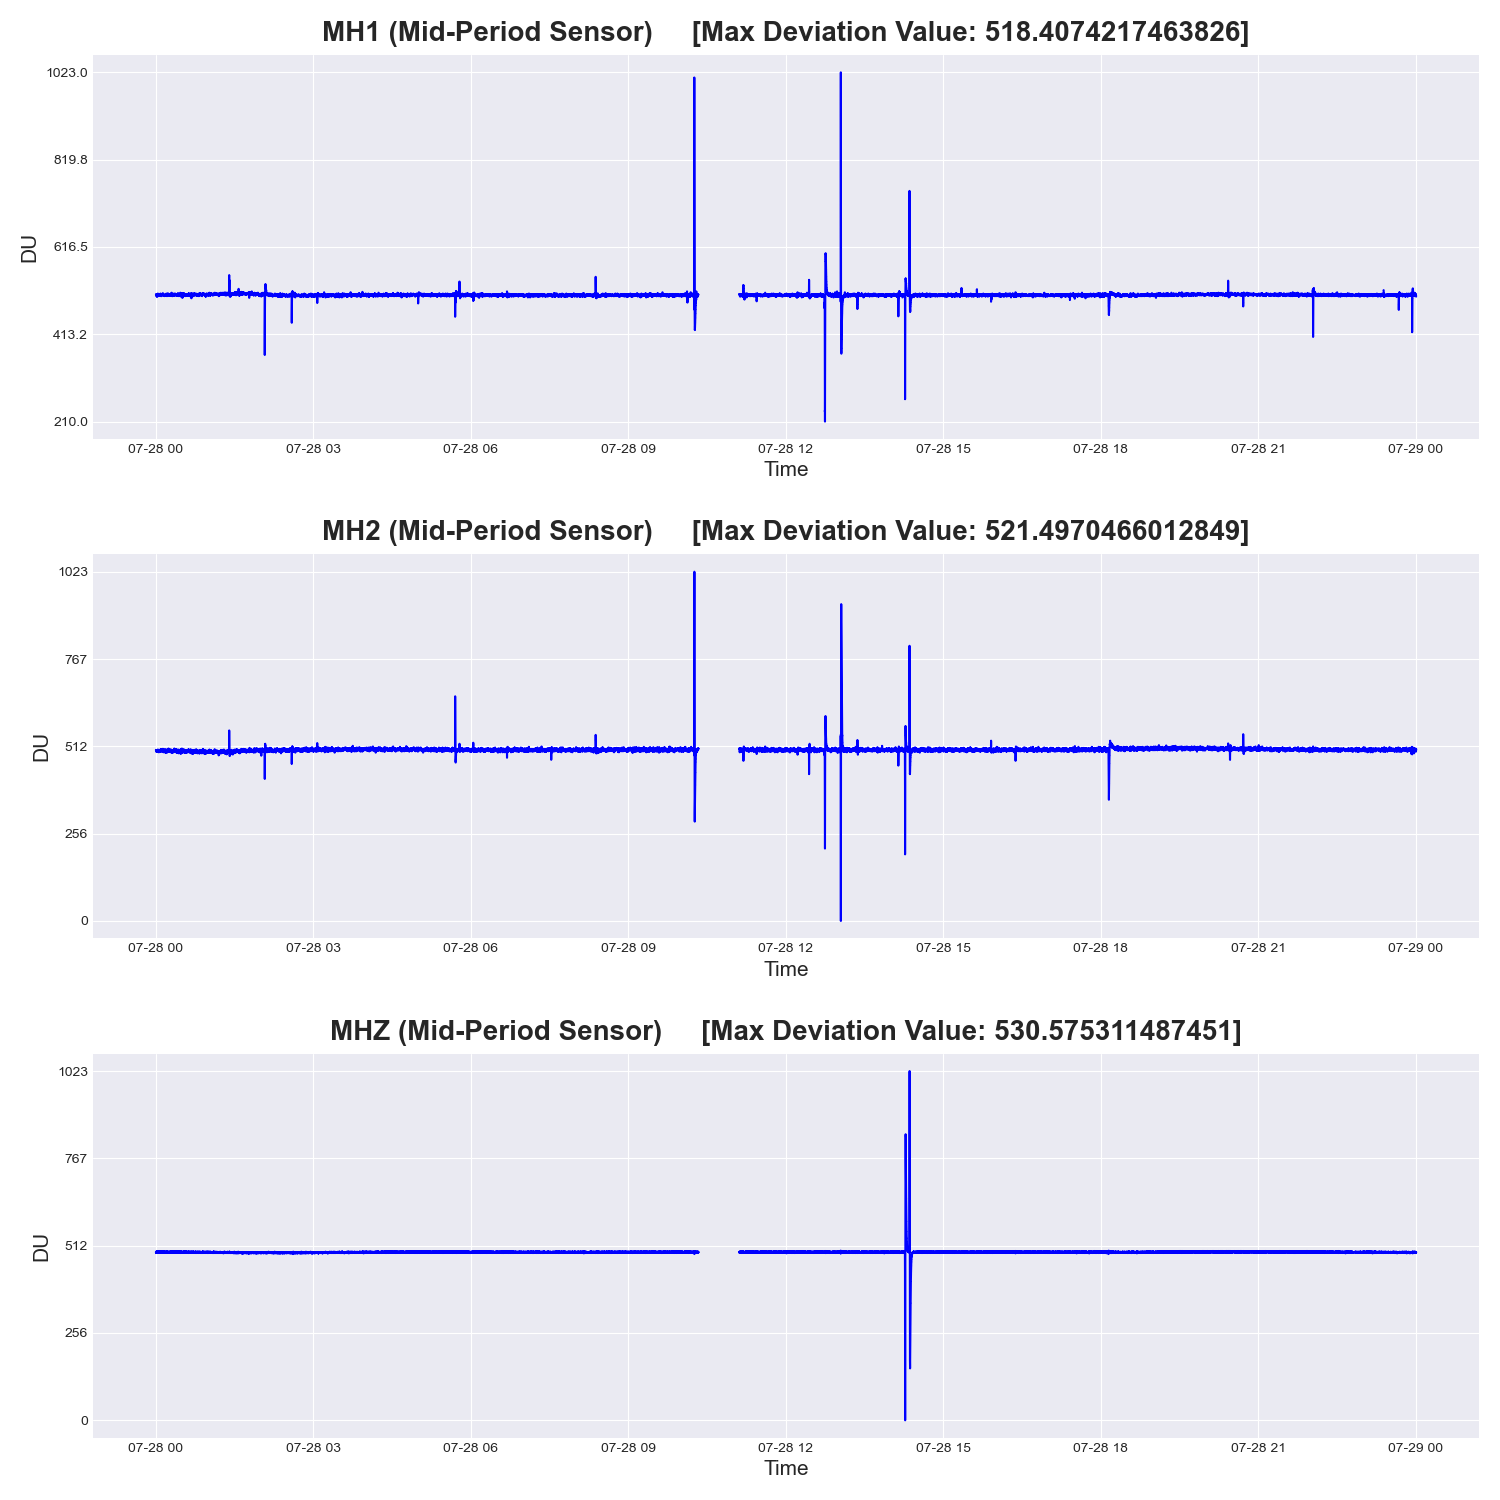 MH1 (Mid-Period Sensor) [Max Deviation Value: 518.4074217463826]
1023.0
819.8
616.5
413.2
210.0
DU
07-28 00 07-28 03 07-28 06 07-28 09 07-28 12 07-28 15 07-28 18 07-28 21 07-29 00
Time
MH2 (Mid-Period Sensor) [Max Deviation Value: 521.4970466012849]
1023
767
512
256
0
DU
07-28 00 07-28 03 07-28 06 07-28 09 07-28 12 07-28 15 07-28 18 07-28 21 07-29 00
Time
MHZ (Mid-Period Sensor) [Max Deviation Value: 530.575311487451]
1023
767
512
256
0
DU
07-28 00 07-28 03 07-28 06 07-28 09 07-28 12 07-28 15 07-28 18 07-28 21 07-29 00
Time